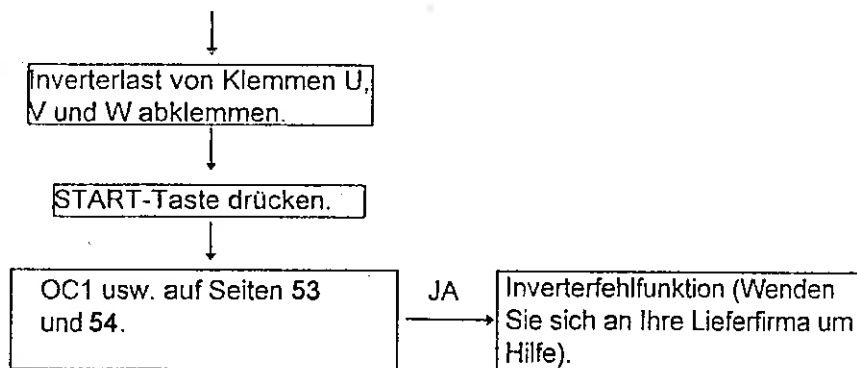 Inverterlast von Klemmen U,
V und W abklemmen.
START-Taste drücken.
OC1 usw. auf Seiten 53
und 54.
JA
Inverterfehlfunktion (Wenden
Sie sich an Ihre Lieferfirma um
Hilfe).